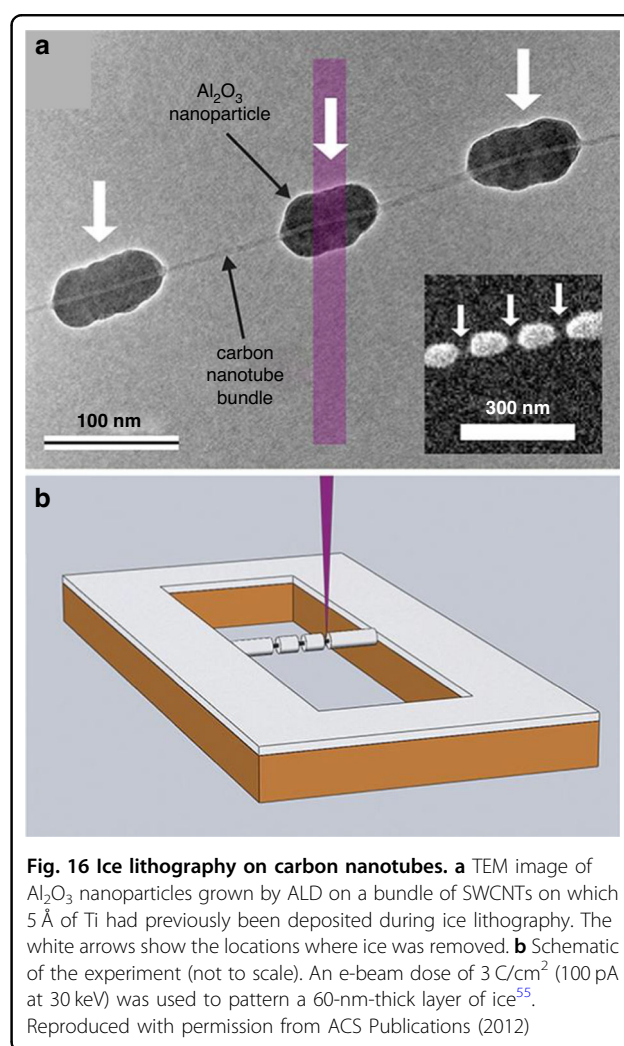 a
Al₂O₃
nanoparticle
carbon
nanotube
bundle
100 nm
300 nm
b
Fig. 16 Ice lithography on carbon nanotubes. a TEM image of
Al₂O₃ nanoparticles grown by ALD on a bundle of SWCNTs on which
5 Å of Ti had previously been deposited during ice lithography. The
white arrows show the locations where ice was removed. b Schematic
of the experiment (not to scale). An e-beam dose of 3 C/cm² (100 pA
at 30 keV) was used to pattern a 60-nm-thick layer of ice⁵⁵.
Reproduced with permission from ACS Publications (2012)